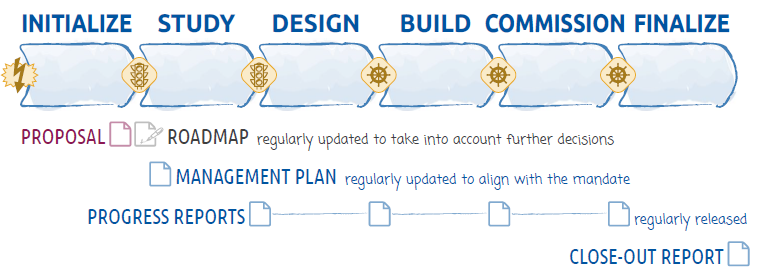 INITIALIZE STUDY DESIGN BUILD COMMISSION FINALIZE
PROPOSAL ROADMAP regularly updated to take into account further decisions
MANAGEMENT PLAN regularly updated to align with the mandate
PROGRESS REPORTS regularly released
CLOSE-OUT REPORT